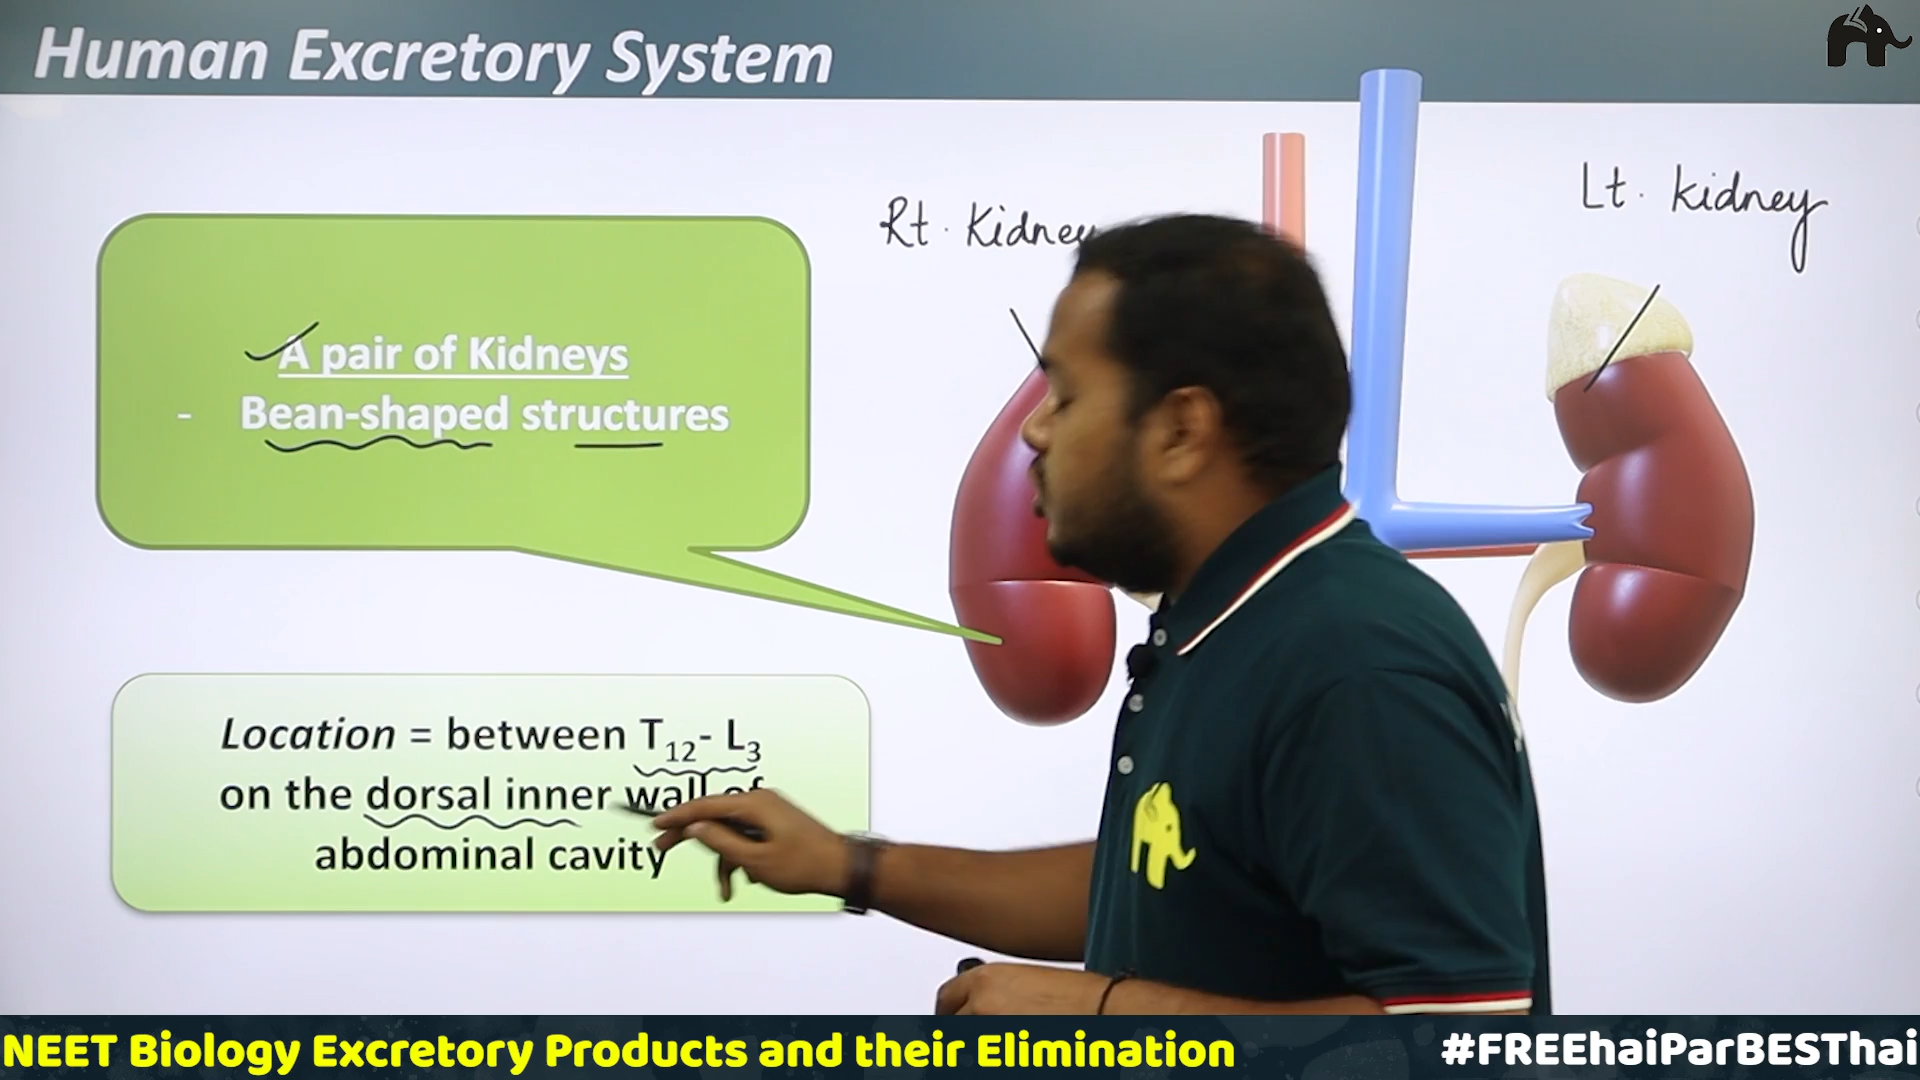 Human Excretory System
Rt. Kidney
Lt. Kidney
A pair of Kidneys
- Bean-shaped structures
Location = between T12- L3
on the dorsal inner wall of
abdominal cavity
NEET Biology Excretory Products and their Elimination
#FREEhaiParBESThai